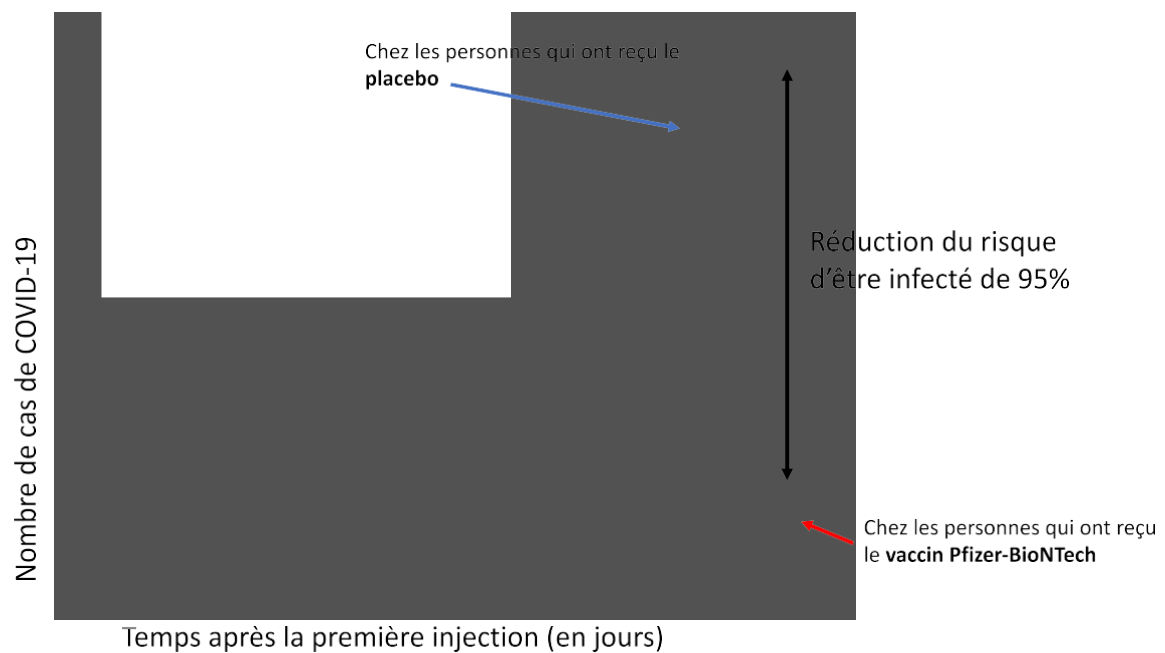 Chez les personnes qui ont reçu le
placebo
Réduction du risque
d'être infecté de 95%
Nombre de cas de COVID-19
Chez les personnes qui ont reçu
le vaccin Pfizer-BioNTech
Temps après la première injection (en jours)